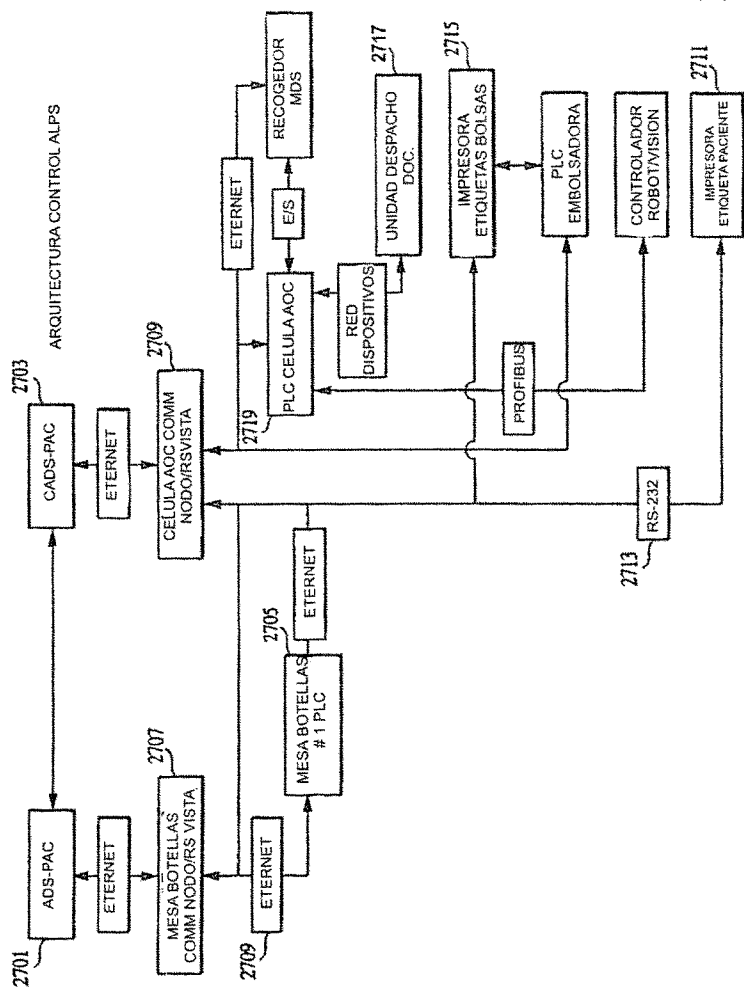 ARQUITECTURA CONTROL ALPS
2701
ADS-PAC
2703
CADS-PAC
ETERNET
ETERNET
2707
MESA BOTELLAS
COMM NODO/RS VISTA
2709
CELULA AOC COMM
NODO/RSVISTA
ETERNET
RECOGEDOR
MDS
E/S
2719
PLC CELULA AOC
2709
ETERNET
2705
MESA BOTELLAS
# 1 PLC
ETERNET
RED
DISPOSITIVOS
2717
UNIDAD DESPACHO
DOC.
2715
IMPRESORA
ETIQUETAS BOLSAS
PLC
EMBOLSADORA
PROFIBUS
CONTROLADOR
ROBOT/VISION
2713
RS-232
2711
IMPRESORA
ETIQUETA PACIENTE